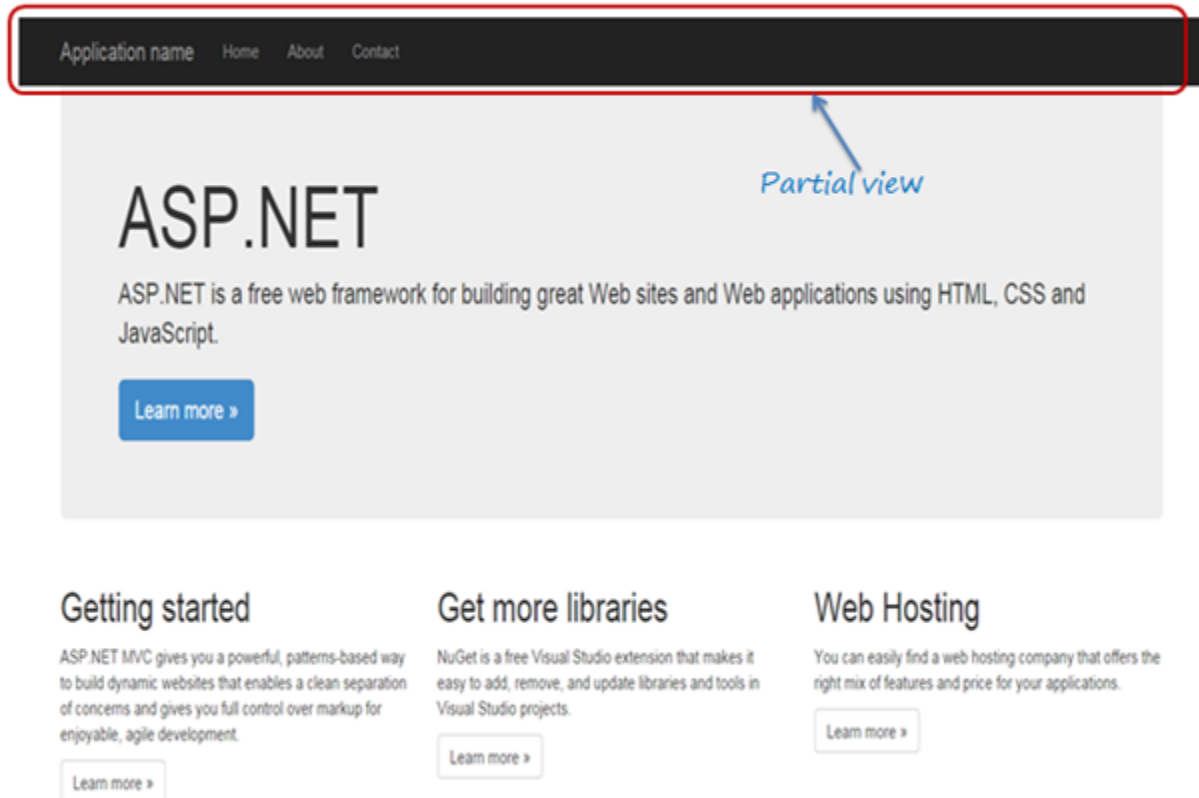 Application name Home About Contact
Partial view
ASP.NET
ASP.NET is a free web framework for building great Web sites and Web applications using HTML, CSS and
JavaScript.
Learn more »
Getting started
ASP.NET MVC gives you a powerful, patterns-based way
to build dynamic websites that enables a clean separation
of concerns and gives you full control over markup for
enjoyable, agile development.
Learn more »
Get more libraries
NuGet is a free Visual Studio extension that makes it
easy to add, remove, and update libraries and tools in
Visual Studio projects.
Learn more »
Web Hosting
You can easily find a web hosting company that offers the
right mix of features and price for your applications.
Learn more »